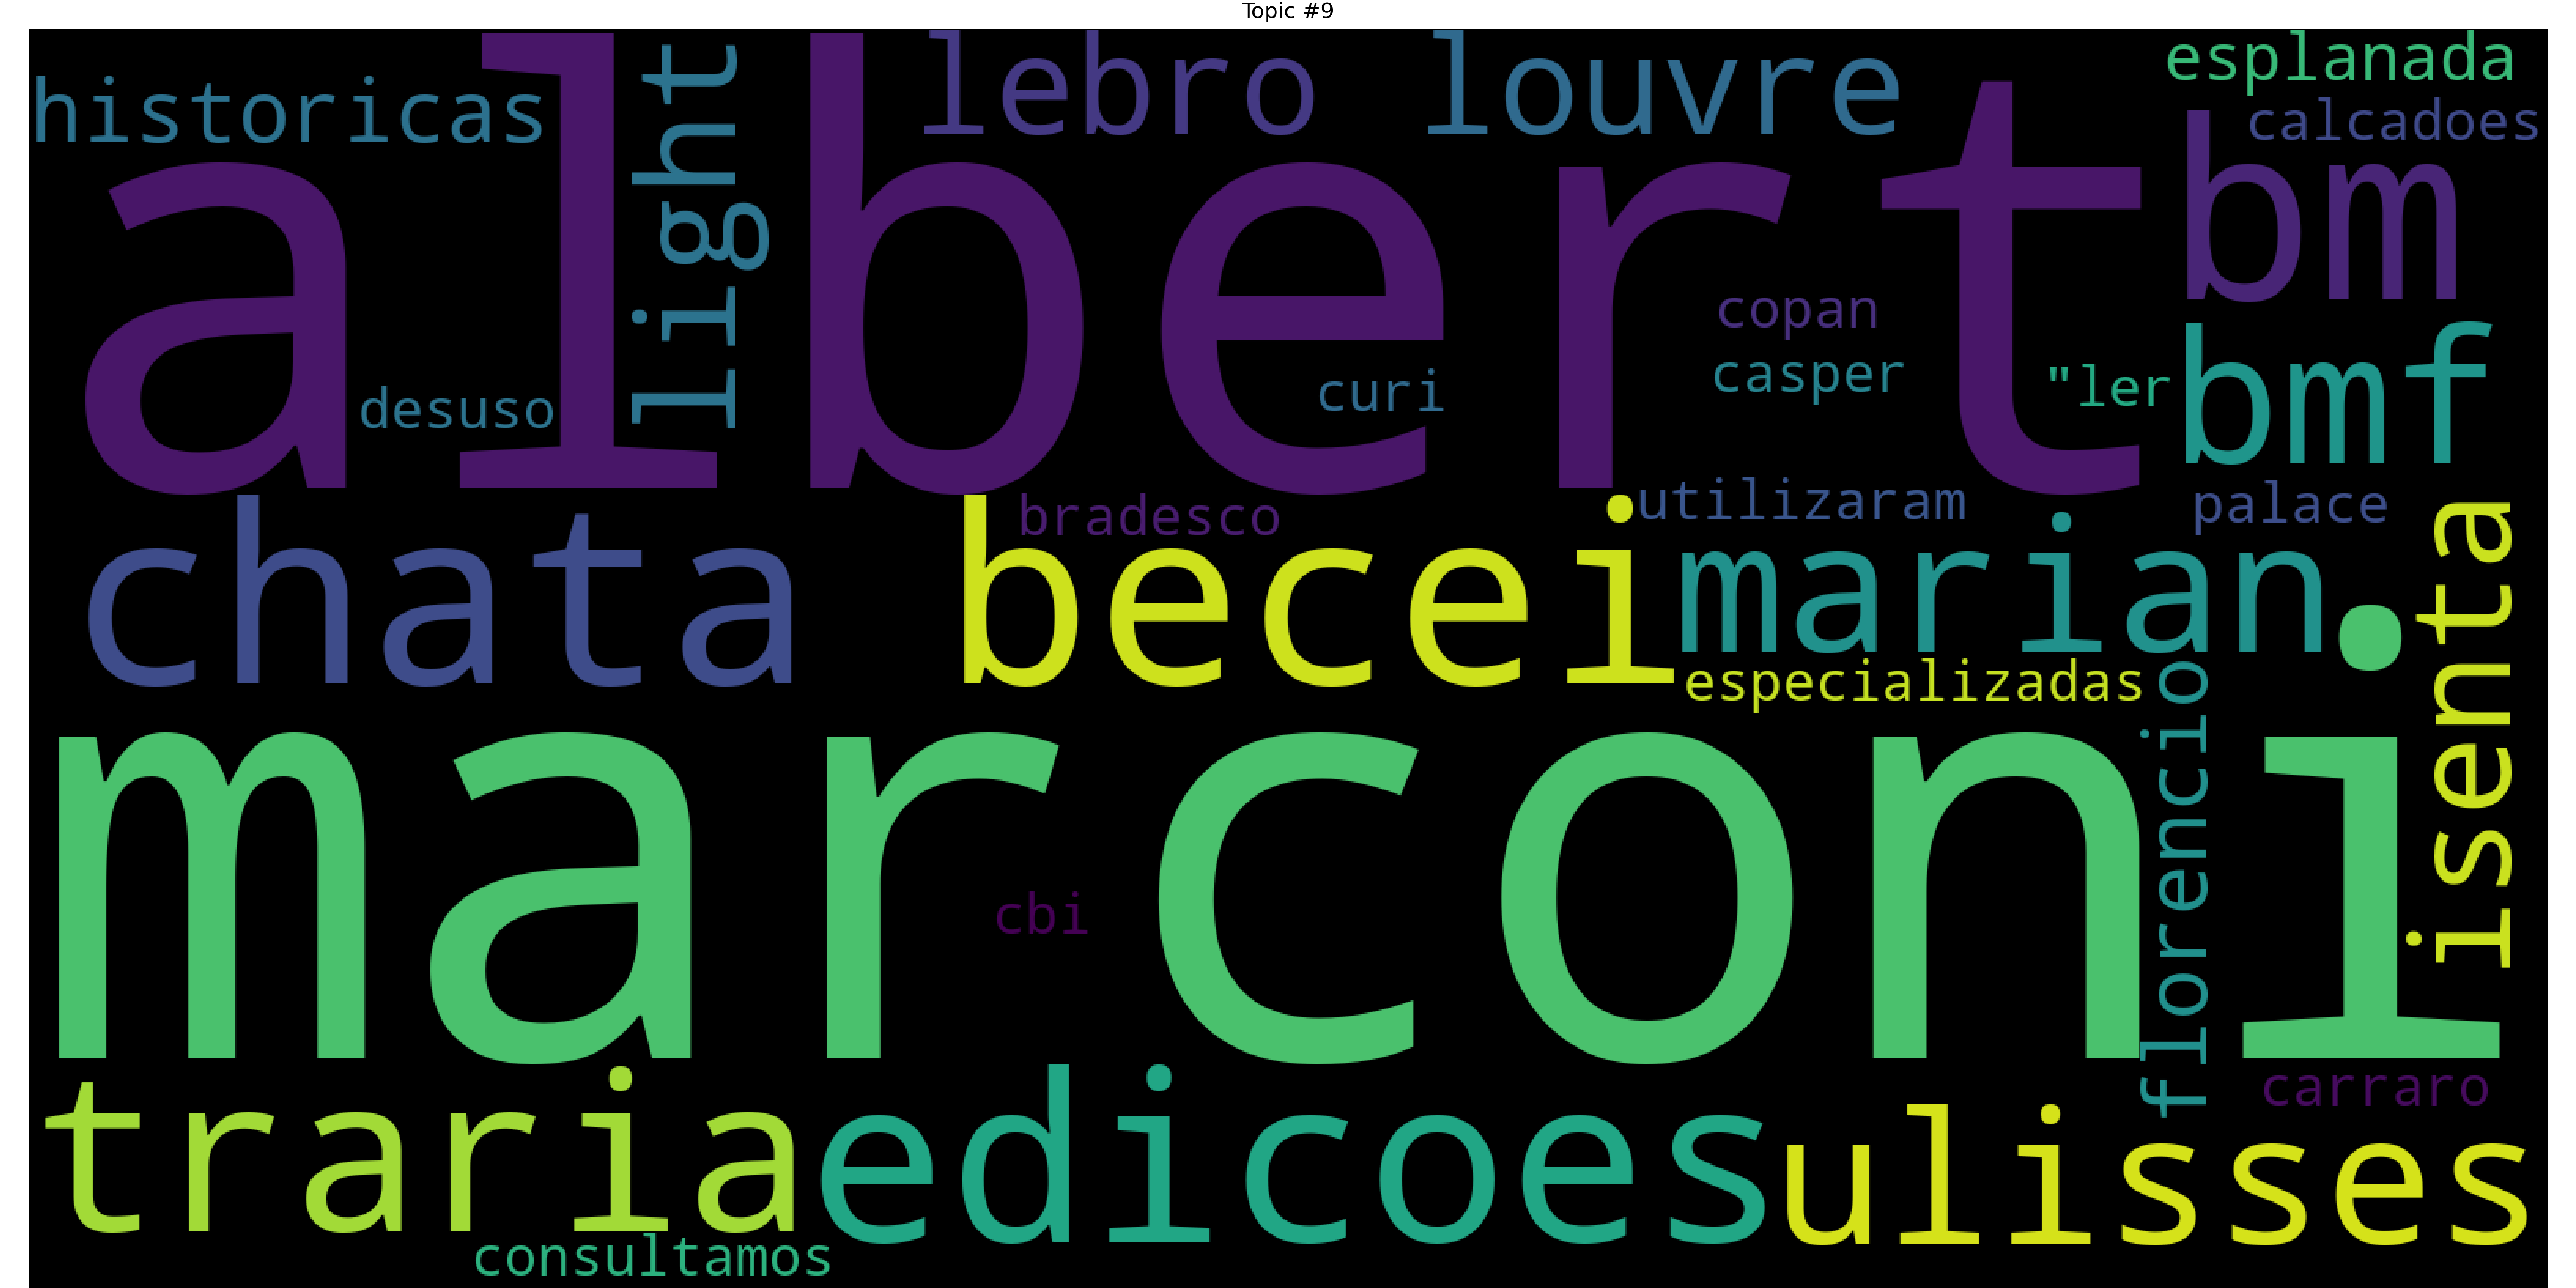 Topic #9
historicas
light
lebro
louvre
esplanada
calcadoes
albert
bm
copan
casper
curi
"ler
bmf
desuso
chata
becei
bradesco
utilizaram
palace
marian
isenta
especializadas
marconi
florencio
cbi
carraro
traria
edicoes
ulisses
consultamos